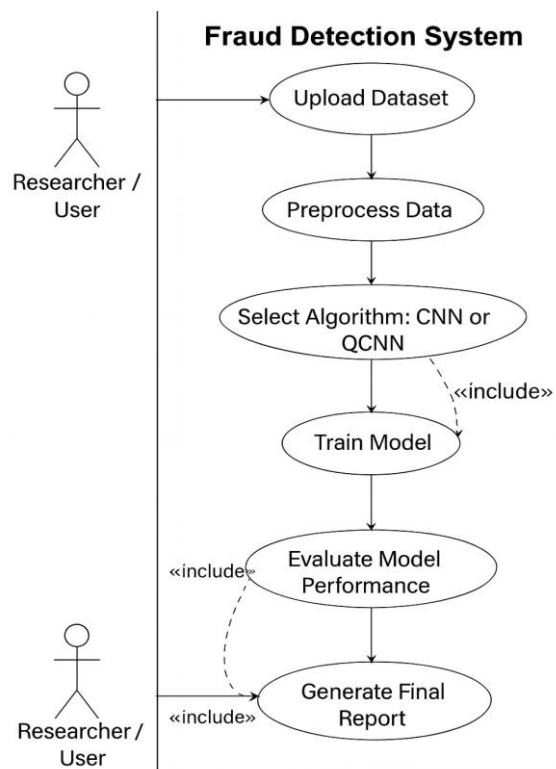 Fraud Detection System
Upload Dataset
Researcher /
User
Preprocess Data
Select Algorithm: CNN or
QCNN
«include»
Train Model
«include»
Evaluate Model
Performance
Generate Final
Report
«include»
Researcher /
User